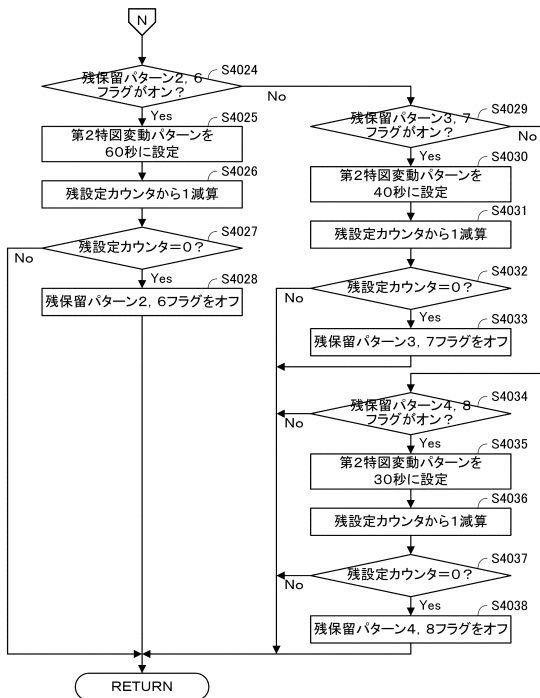 N
残保留パターン2, 6
フラグがオン？
S4024
Yes
No
第2特図変動パターンを
60秒に設定
S4025
残設定カウンタから1減算
S4026
残設定カウンタ＝0？
S4027
No
Yes
残保留パターン2, 6フラグをオフ
S4028
残保留パターン3, 7
フラグがオン？
S4029
Yes
No
第2特図変動パターンを
40秒に設定
S4030
残設定カウンタから1減算
S4031
残設定カウンタ＝0？
S4032
No
Yes
残保留パターン3, 7フラグをオフ
S4033
残保留パターン4, 8
フラグがオン？
S4034
No
Yes
第2特図変動パターンを
30秒に設定
S4035
残設定カウンタから1減算
S4036
残設定カウンタ＝0？
S4037
No
Yes
残保留パターン4, 8フラグをオフ
S4038
RETURN